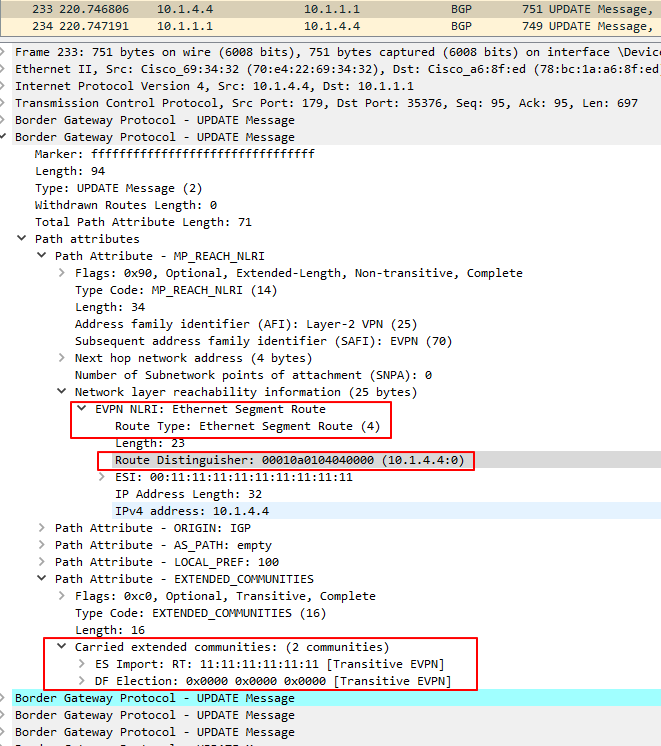 233 220.746806 10.1.4.4 10.1.1.1 BGP 751 UPDATE Message,
234 220.747191 10.1.1.1 10.1.4.4 BGP 749 UPDATE Message,
Frame 233: 751 bytes on wire (6008 bits), 751 bytes captured (6008 bits) on interface \Device
Ethernet II, Src: Cisco_69:34:32 (70:e4:22:69:34:32), Dst: Cisco_a6:8f:ed (78:bc:1a:a6:8f:ed
Internet Protocol Version 4, Src: 10.1.4.4, Dst: 10.1.1.1
Transmission Control Protocol, Src Port: 179, Dst Port: 35376, Seq: 95, Ack: 95, Len: 697
Border Gateway Protocol - UPDATE Message
Border Gateway Protocol - UPDATE Message
Marker: ffffffffffffffffffffffffffffffff
Length: 94
Type: UPDATE Message (2)
Withdrawn Routes Length: 0
Total Path Attribute Length: 71
Path attributes
Path Attribute - MP_REACH_NLRI
Flags: 0x90, Optional, Extended-Length, Non-transitive, Complete
Type Code: MP_REACH_NLRI (14)
Length: 34
Address family identifier (AFI): Layer-2 VPN (25)
Subsequent address family identifier (SAFI): EVPN (70)
Next hop network address (4 bytes)
Number of Subnetwork points of attachment (SNPA): 0
Network layer reachability information (25 bytes)
EVPN NLRI: Ethernet Segment Route
Route Type: Ethernet Segment Route (4)
Length: 23
Route Distinguisher: 00010a0104040000 (10.1.4.4:0)
ESI: 00:11:11:11:11:11:11:11:11:11
IP Address Length: 32
IPv4 address: 10.1.4.4
Path Attribute - ORIGIN: IGP
Path Attribute - AS_PATH: empty
Path Attribute - LOCAL_PREF: 100
Path Attribute - EXTENDED_COMMUNITIES
Flags: 0xc0, Optional, Transitive, Complete
Type Code: EXTENDED_COMMUNITIES (16)
Length: 16
Carried extended communities: (2 communities)
ES Import: RT: 11:11:11:11:11:11 [Transitive EVPN]
DF Election: 0x0000 0x0000 0x0000 [Transitive EVPN]
Border Gateway Protocol - UPDATE Message
Border Gateway Protocol - UPDATE Message
Border Gateway Protocol - UPDATE Message